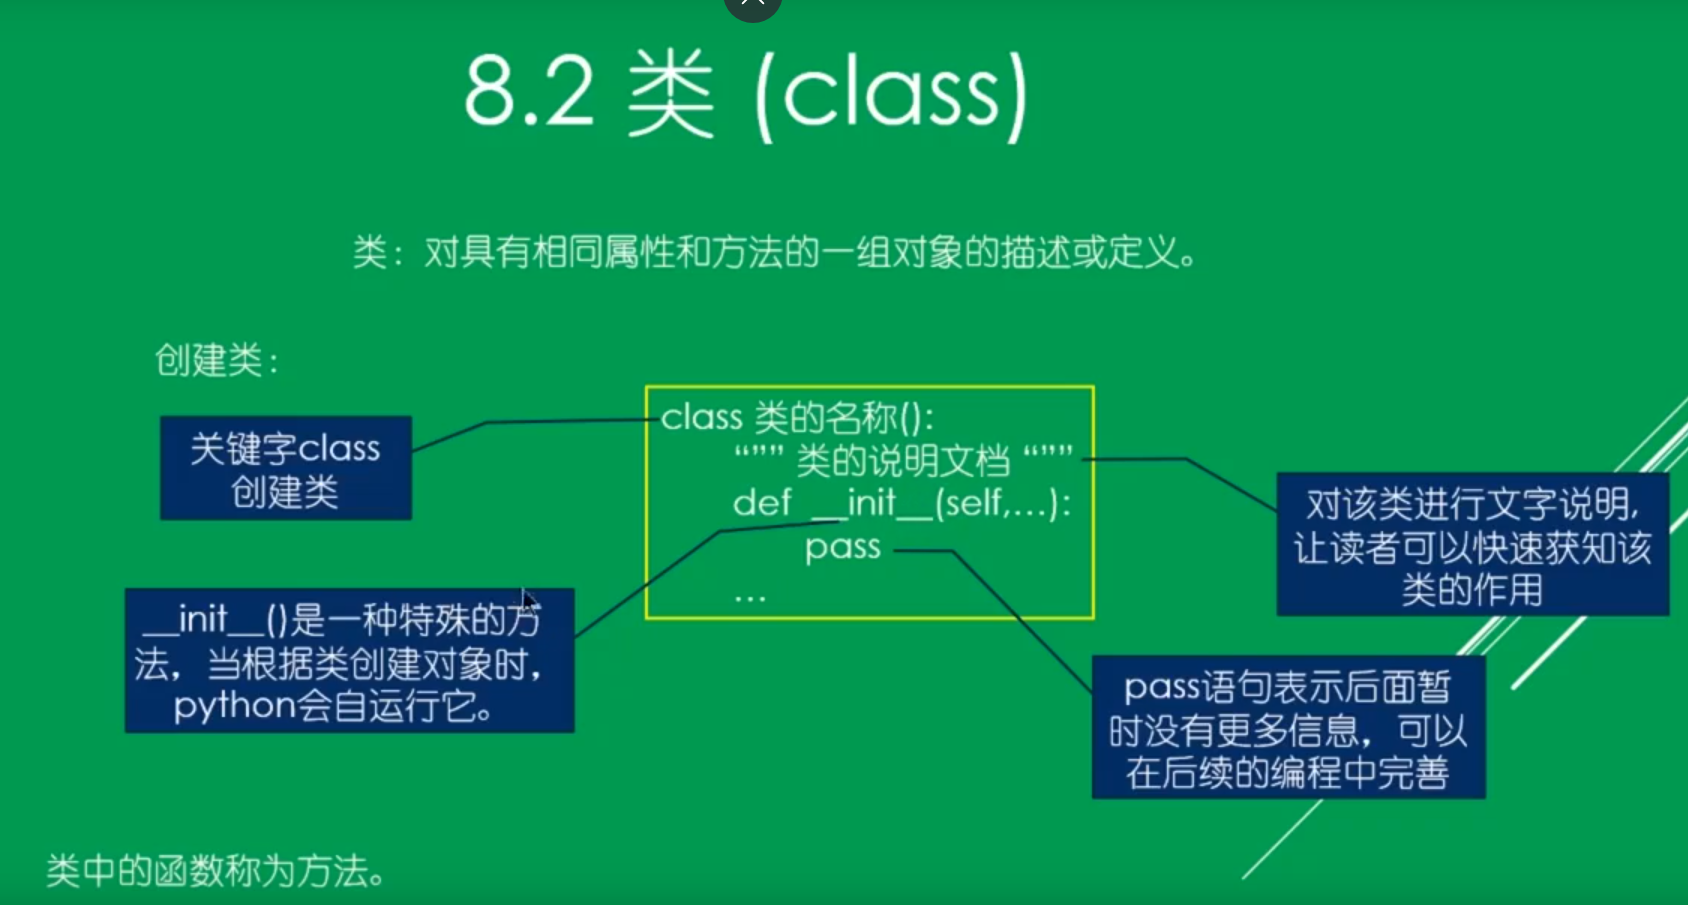 8.2 类 (class)
类：对具有相同属性和方法的一组对象的描述或定义。
创建类：
关键字class
创建类
class 类的名称():
“”” 类的说明文档 “””
def __init__(self,...):
pass
...
对该类进行文字说明,
让读者可以快速获知该
类的作用
__init__()是一种特殊的方
法，当根据类创建对象时，
python会自运行它。
pass语句表示后面暂
时没有更多信息，可以
在后续的编程中完善
类中的函数称为方法。